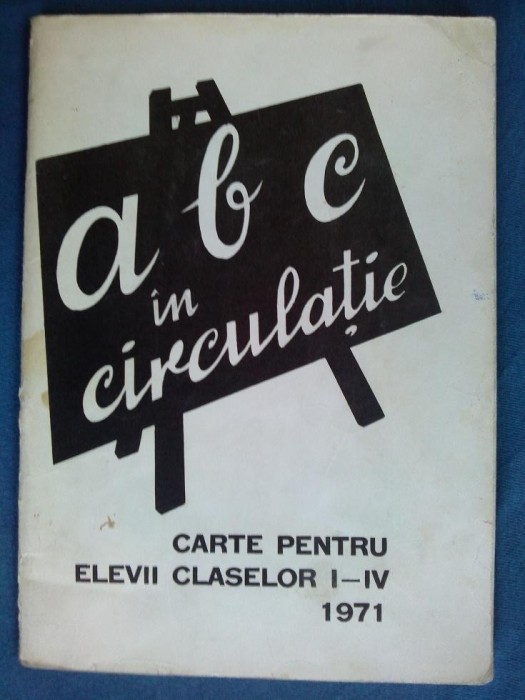 a b c
în
circulație
CARTE PENTRU
ELEVII CLASELOR I–IV
1971